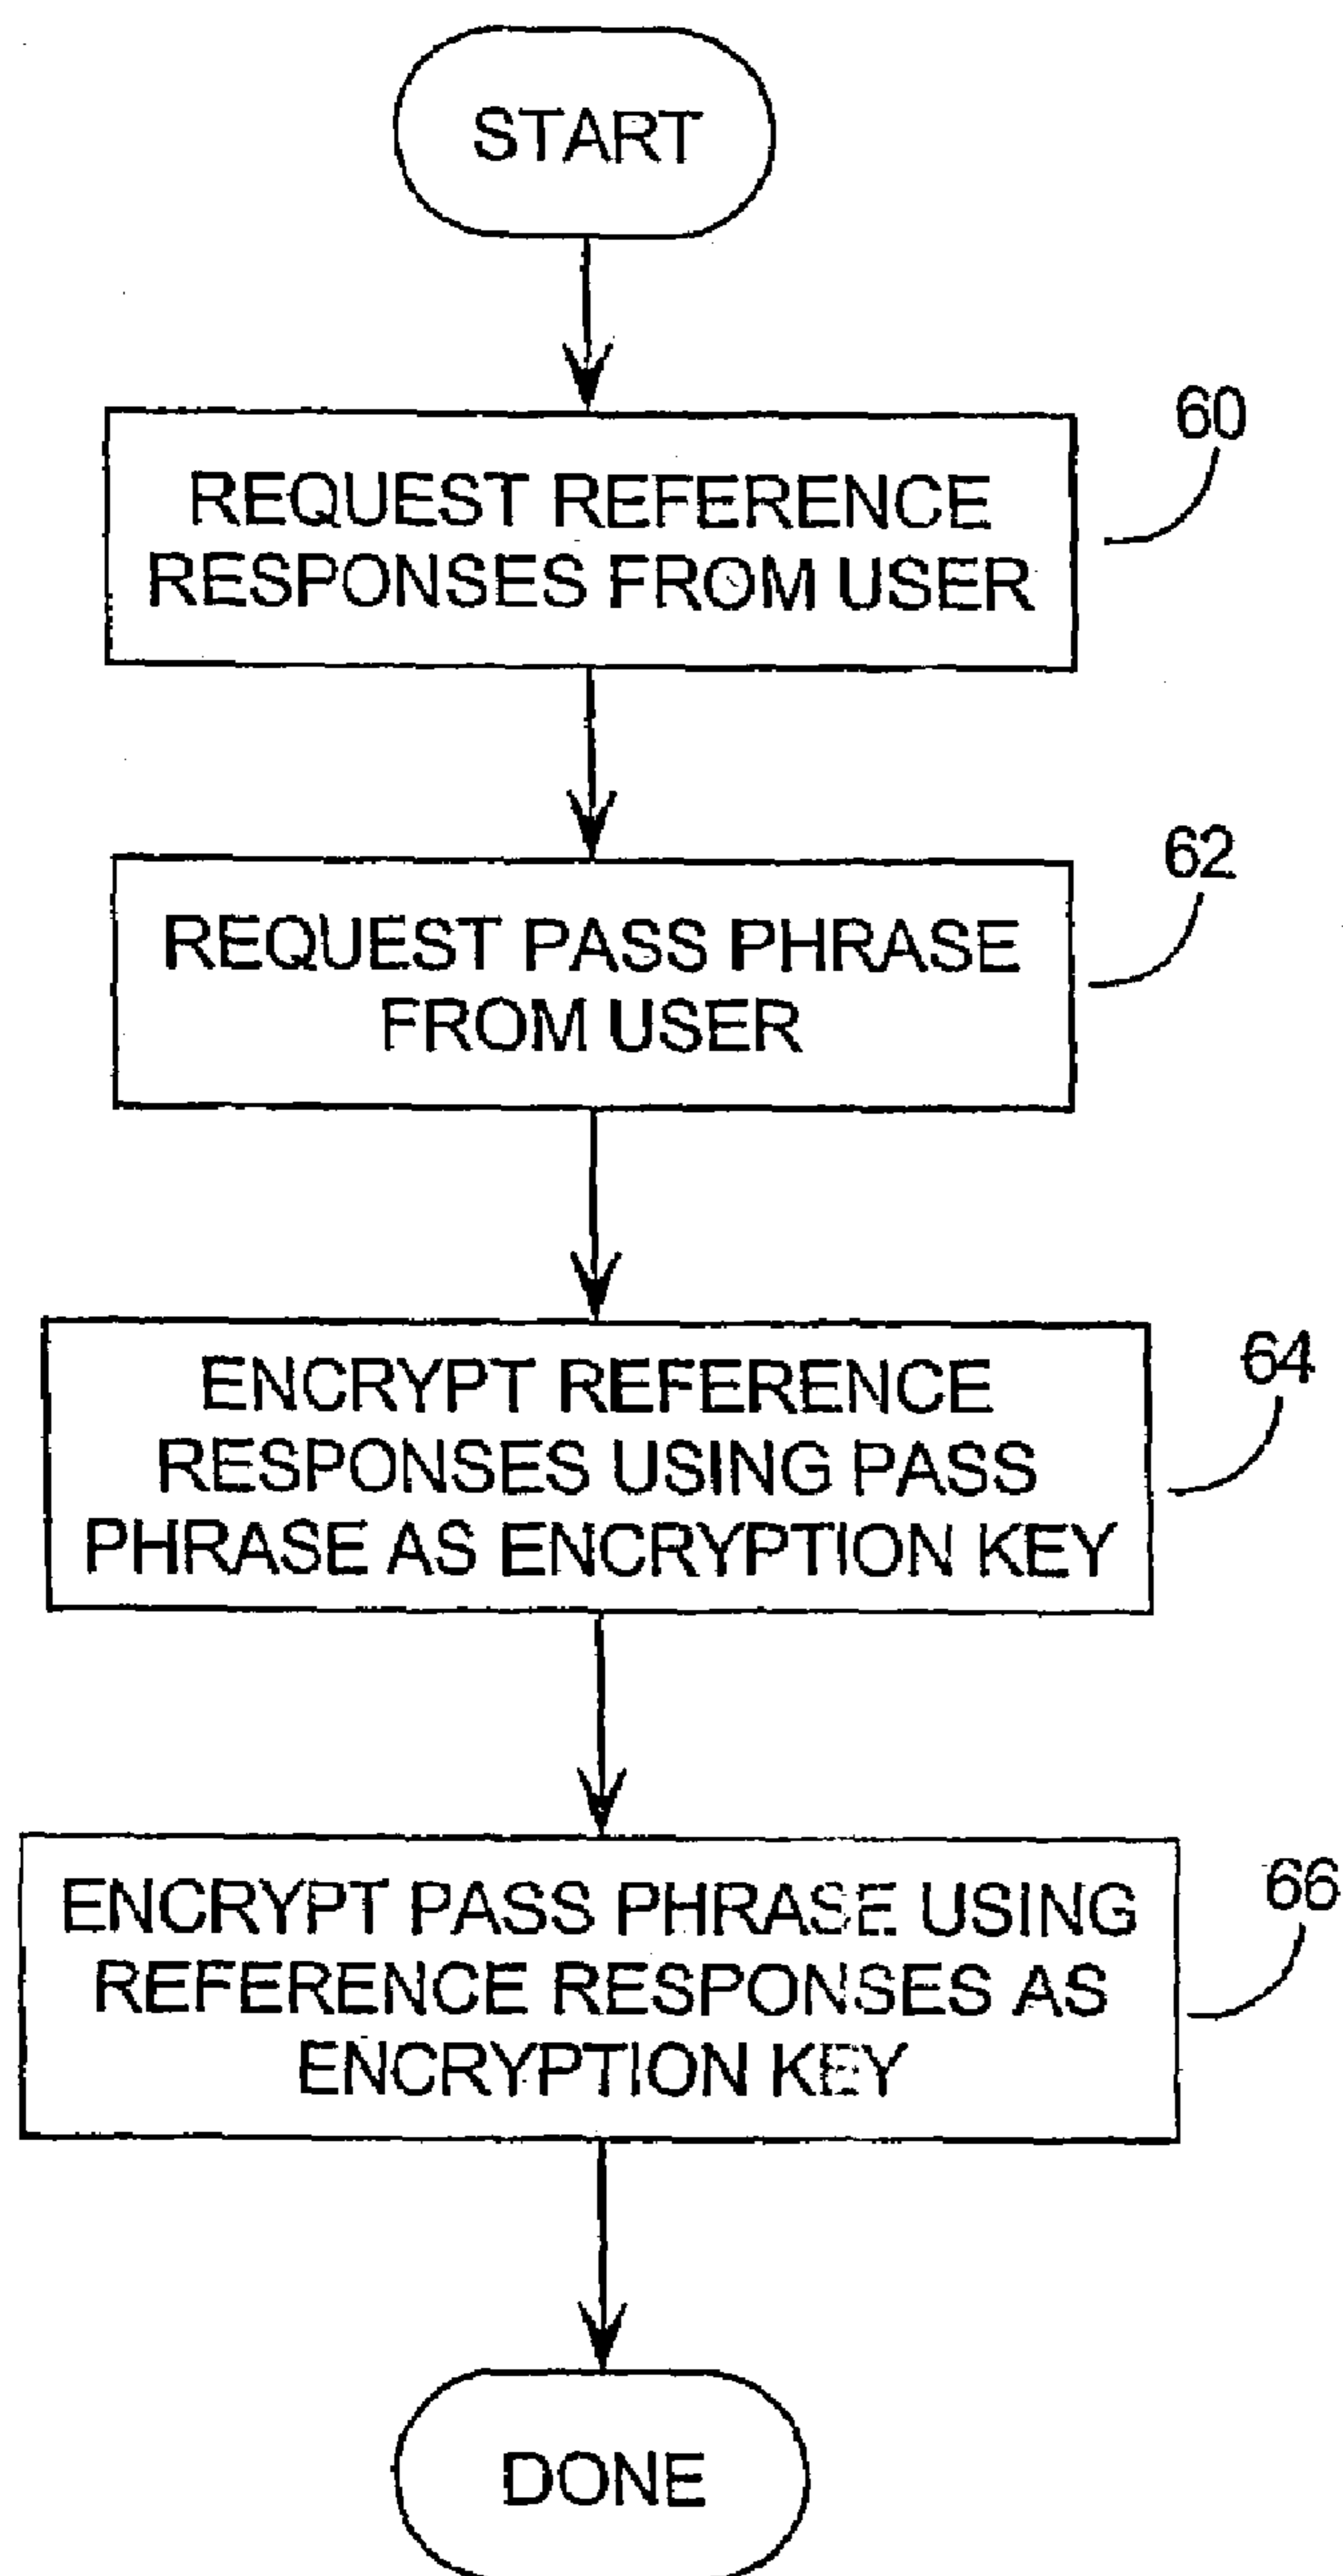 START
60
REQUEST REFERENCE
RESPONSES FROM USER
62
REQUEST PASS PHRASE
FROM USER
64
ENCRYPT REFERENCE
RESPONSES USING PASS
PHRASE AS ENCRYPTION KEY
66
ENCRYPT PASS PHRASE USING
REFERENCE RESPONSES AS
ENCRYPTION KEY
DONE